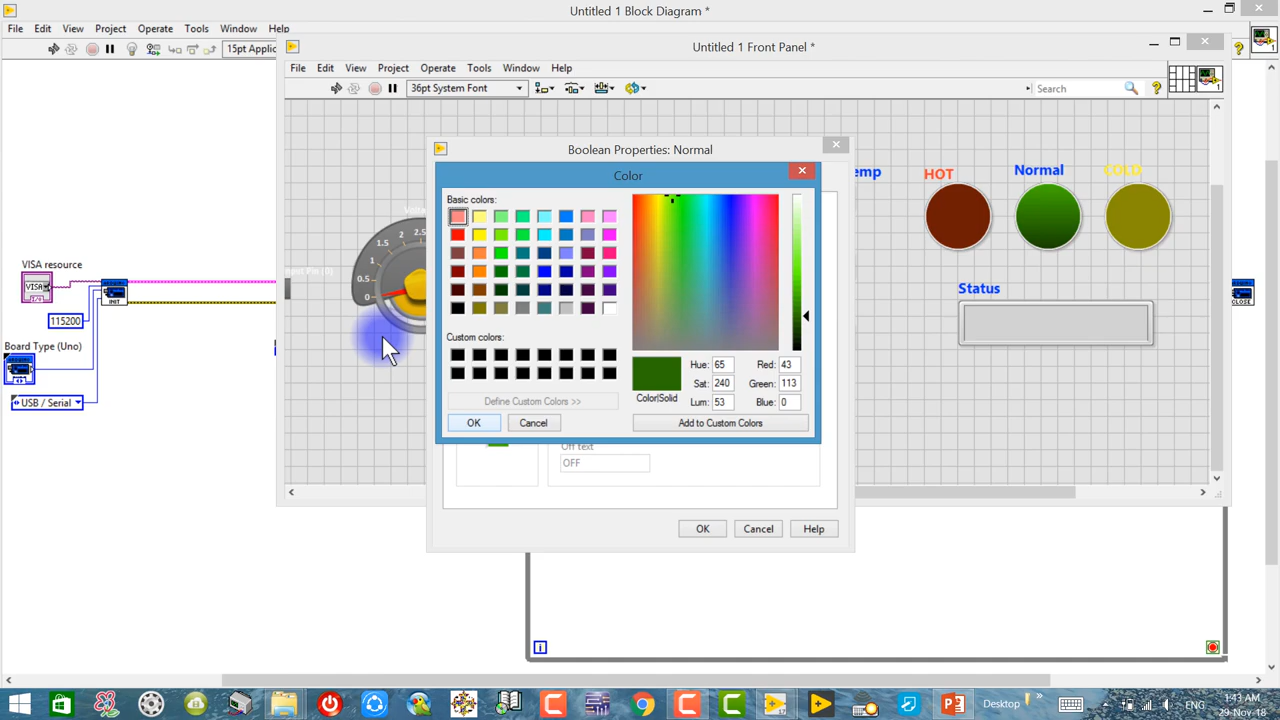 Untitled 1 Block Diagram *
File Edit View Project Operate Tools Window Help
Untitled 1 Front Panel *
15pt Applic
File Edit View Project Operate Tools Window Help
36pt System Font
Search
Boolean Properties: Normal
Color
emp
HOT
Normal
COLD
Basic colors:
2
2.5
1.5
1
0.5
0
VISA resource
VISA
I/O
INIT
115200
Board Type (Uno)
USB / Serial
Status
CLOSE
Custom colors:
Define Custom Colors >>
Color|Solid
Hue: 65
Sat: 240
Lum: 53
Red: 43
Green: 113
Blue: 0
OK
Cancel
Add to Custom Colors
Off text
OFF
OK
Cancel
Help
i
Desktop
»
ENG
1:43 AM
29-Nov-18